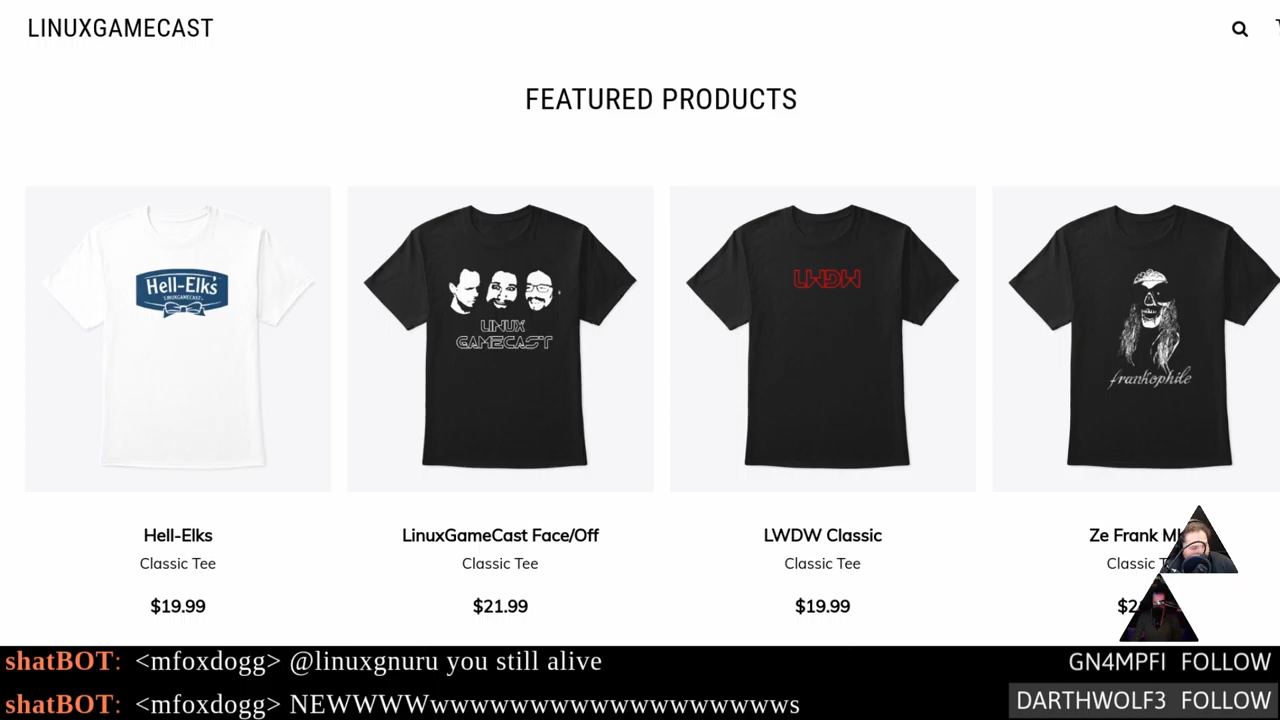 LINUXGAMECAST
FEATURED PRODUCTS
Hell-Elks
LINUXGAMECAST
LINUX
GAMECAST
LWDW
frankophile
Hell-Elks
LinuxGameCast Face/Off
LWDW Classic
Ze Frank
Classic Tee
Classic Tee
Classic Tee
Classic
$19.99
$21.99
$19.99
shatBOT: <mfoxdogg> @linuxgnuru you still alive
GN4MPFI FOLLOW
shatBOT: <mfoxdogg> NEWWWWwwwwwwwwwwwwwwwwwwws
DARTHWOLF3 FOLLOW